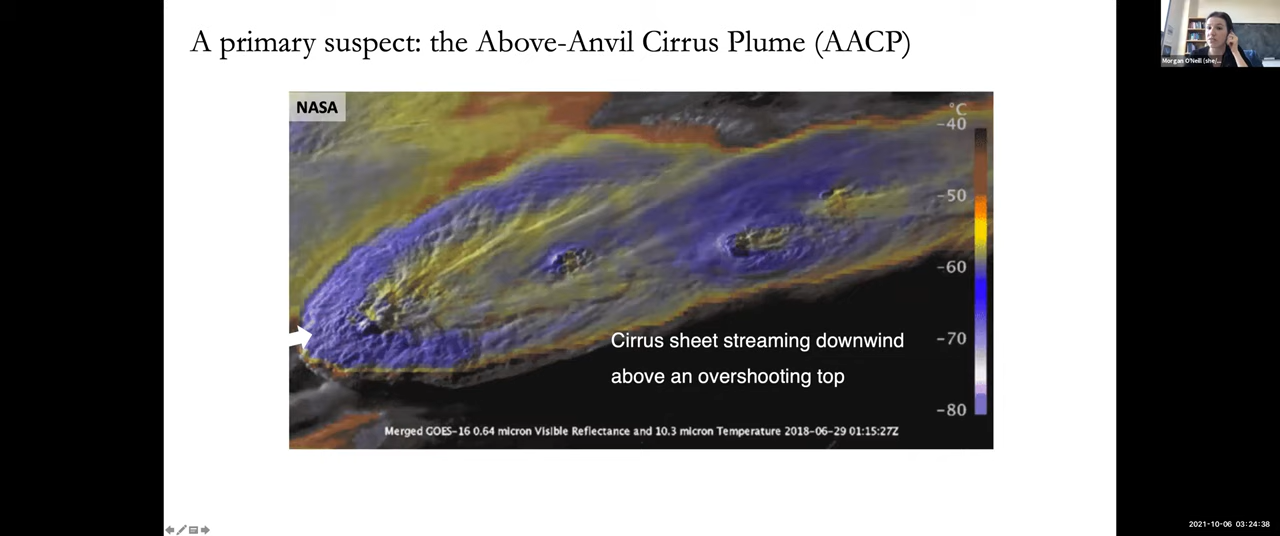 A primary suspect: the Above-Anvil Cirrus Plume (AACP)
Morgan O'Neill (she/...
NASA
°C
-40
-50
-60
-70
-80
Cirrus sheet streaming downwind
above an overshooting top
Merged GOES-16 0.64 micron Visible Reflectance and 10.3 micron Temperature 2018-06-29 01:15:27Z
2021-10-06 03:24:38